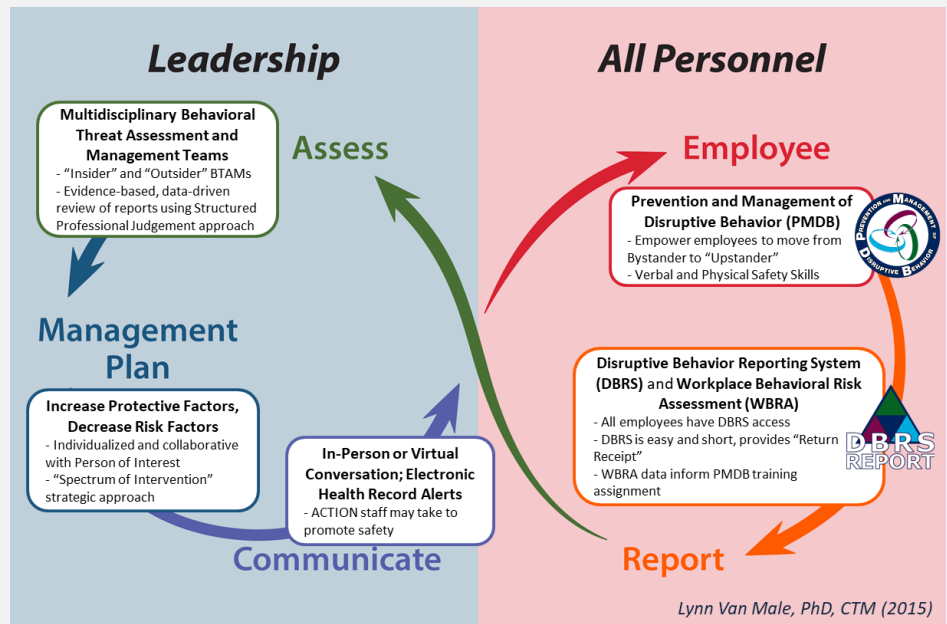 Leadership
Multidisciplinary Behavioral
Threat Assessment and
Management Teams
- “Insider” and “Outsider” BTAMs
- Evidence-based, data-driven
review of reports using Structured
Professional Judgement approach
Assess
Management
Plan
Increase Protective Factors,
Decrease Risk Factors
- Individualized and collaborative
with Person of Interest
- “Spectrum of Intervention”
strategic approach
In-Person or Virtual
Conversation; Electronic
Health Record Alerts
- ACTION staff may take to
promote safety
Communicate
All Personnel
Employee
Prevention and Management of
Disruptive Behavior (PMDB)
- Empower employees to move from
Bystander to “Upstander”
- Verbal and Physical Safety Skills
PREVENTION AND MANAGEMENT OF
DISRUPTIVE BEHAVIOR
Disruptive Behavior Reporting System
(DBRS) and Workplace Behavioral Risk
Assessment (WBRA)
- All employees have DBRS access
- DBRS is easy and short, provides “Return
Receipt”
- WBRA data inform PMDB training
assignment
DBRS
REPORT
Report
Lynn Van Male, PhD, CTM (2015)